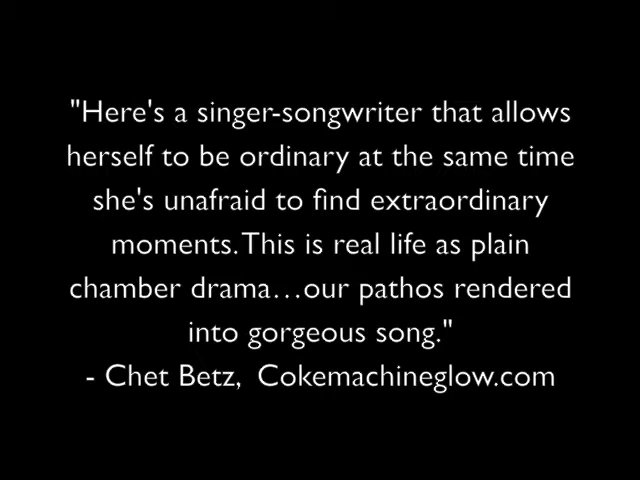 "Here's a singer-songwriter that allows
herself to be ordinary at the same time
she's unafraid to find extraordinary
moments. This is real life as plain
chamber drama…our pathos rendered
into gorgeous song."
- Chet Betz,  Cokemachineglow.com